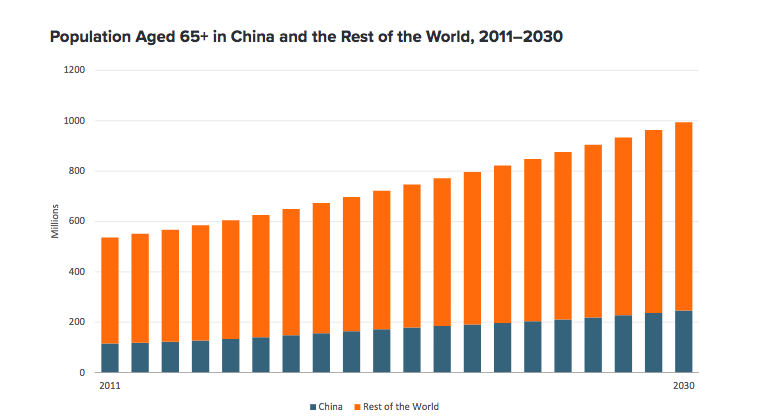 Population Aged 65+ in China and the Rest of the World, 2011–2030
1200
1000
800
600
400
200
0
Millions
2011 2030
China Rest of the World